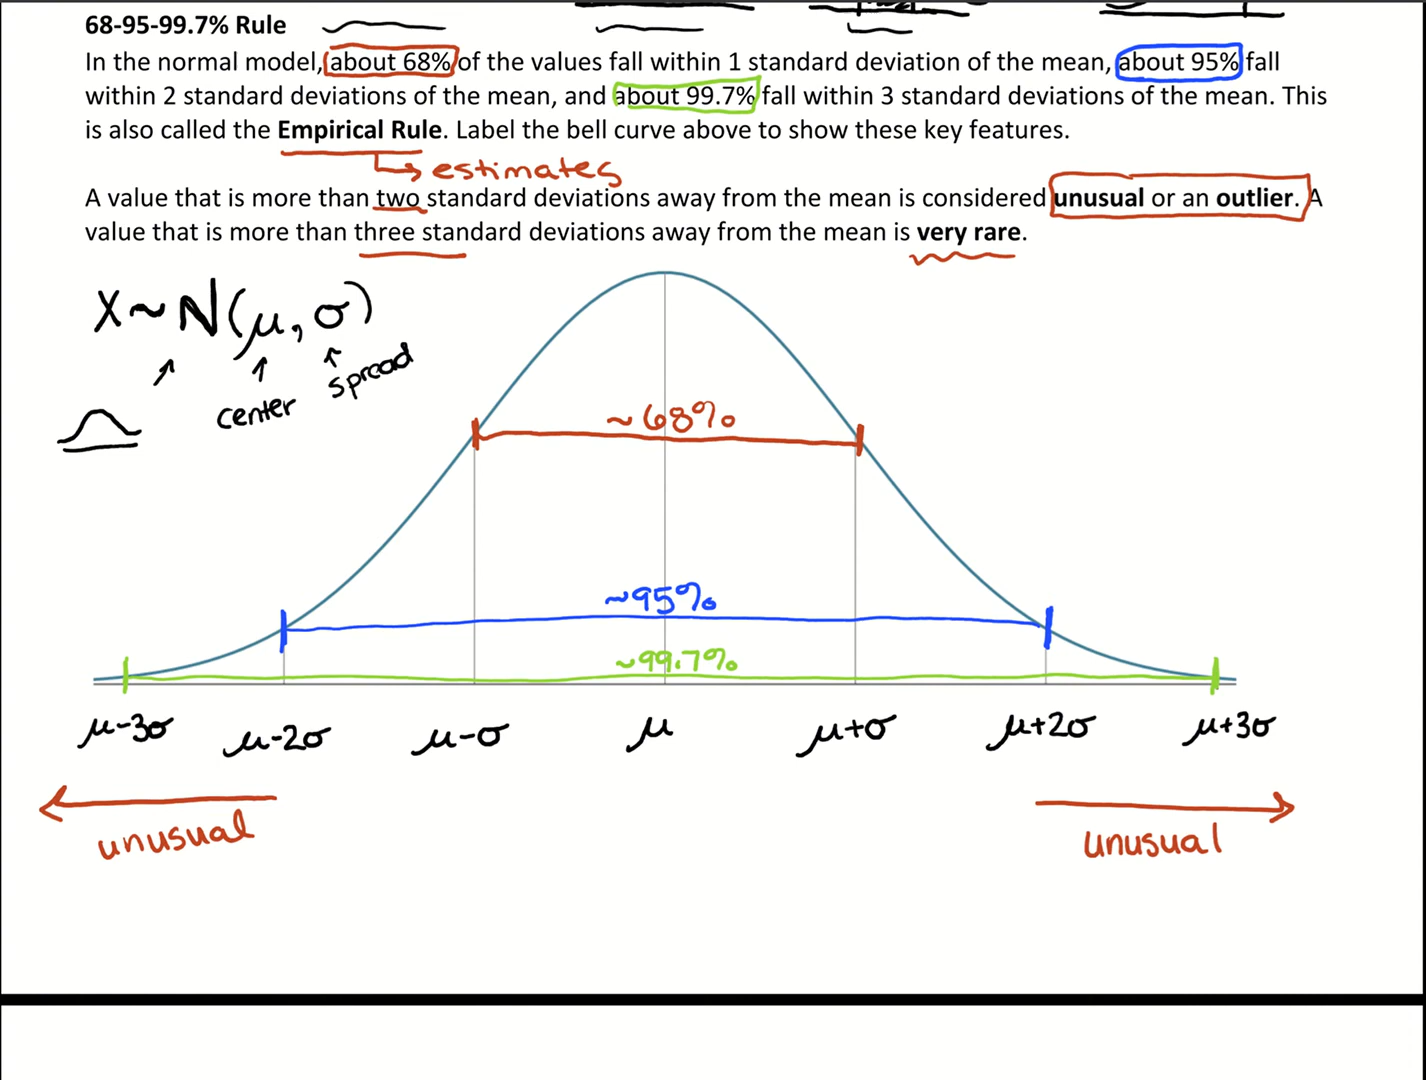 68-95-99.7% Rule
In the normal model, about 68% of the values fall within 1 standard deviation of the mean, about 95% fall
within 2 standard deviations of the mean, and about 99.7% fall within 3 standard deviations of the mean. This
is also called the Empirical Rule. Label the bell curve above to show these key features.
estimates
A value that is more than two standard deviations away from the mean is considered unusual or an outlier. A
value that is more than three standard deviations away from the mean is very rare.
X~N(μ, σ)
center spread
~68%
~95%
~99.7%
μ-3σ μ-2σ μ-σ μ μ+σ μ+2σ μ+3σ
unusual unusual